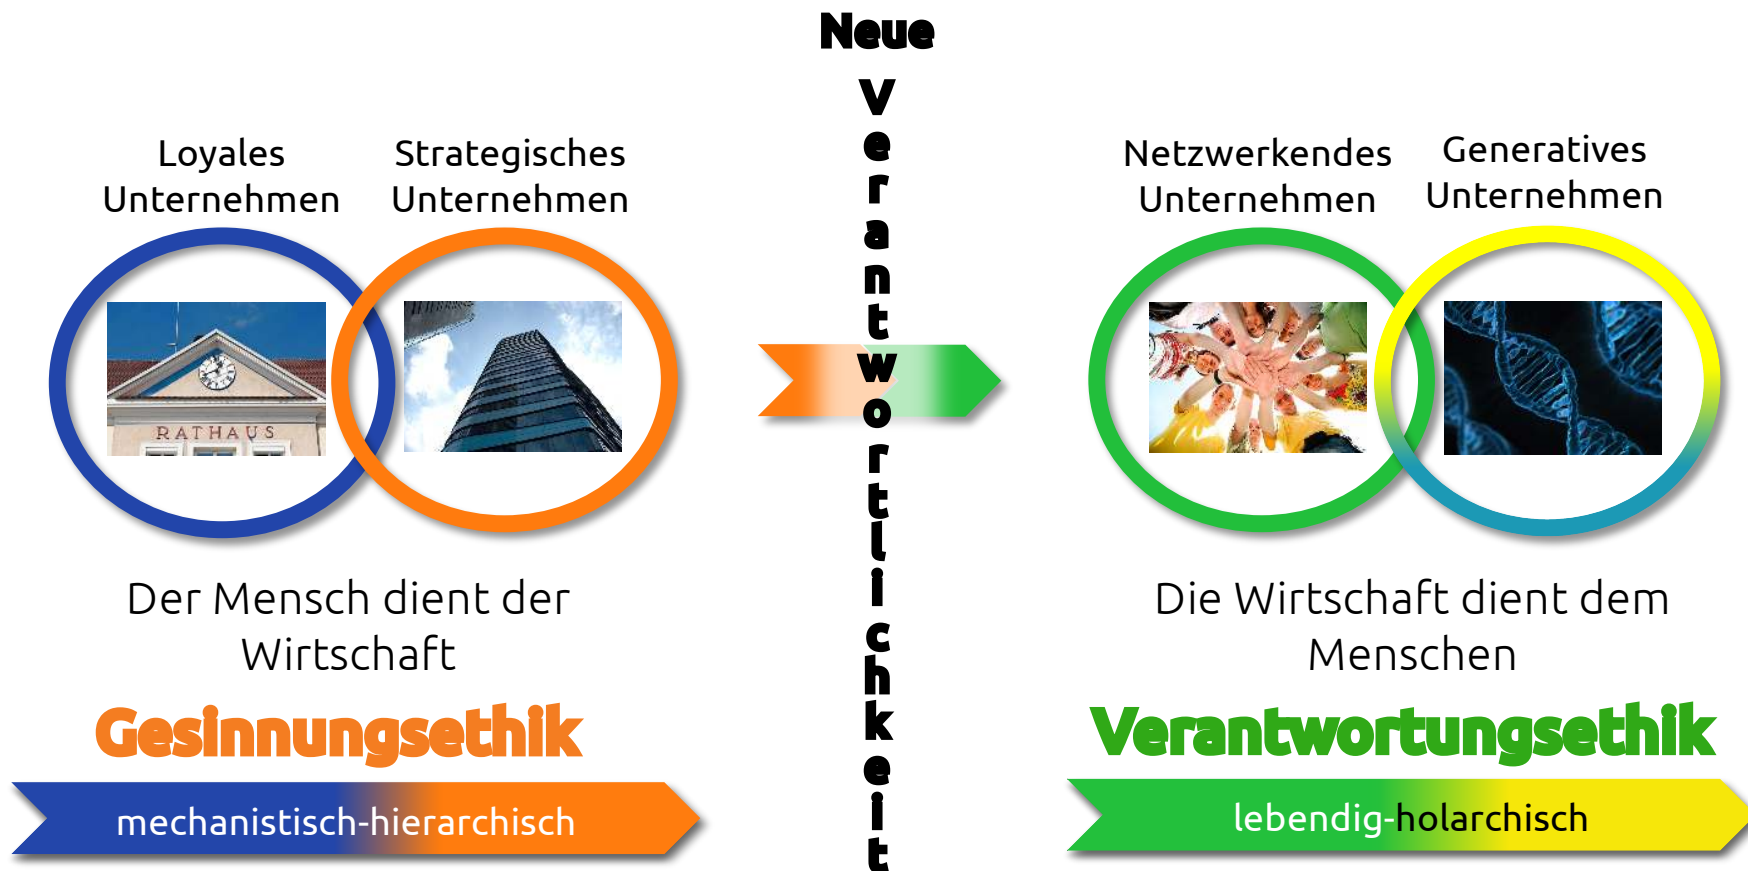 Neue
Verantwortlichkeit
Loyales
Unternehmen
Strategisches
Unternehmen
RATHAUS
Der Mensch dient der
Wirtschaft
Gesinnungsethik
mechanistisch-hierarchisch
Netzwerkendes
Unternehmen
Generatives
Unternehmen
Die Wirtschaft dient dem
Menschen
Verantwortungsethik
lebendig-holarchisch